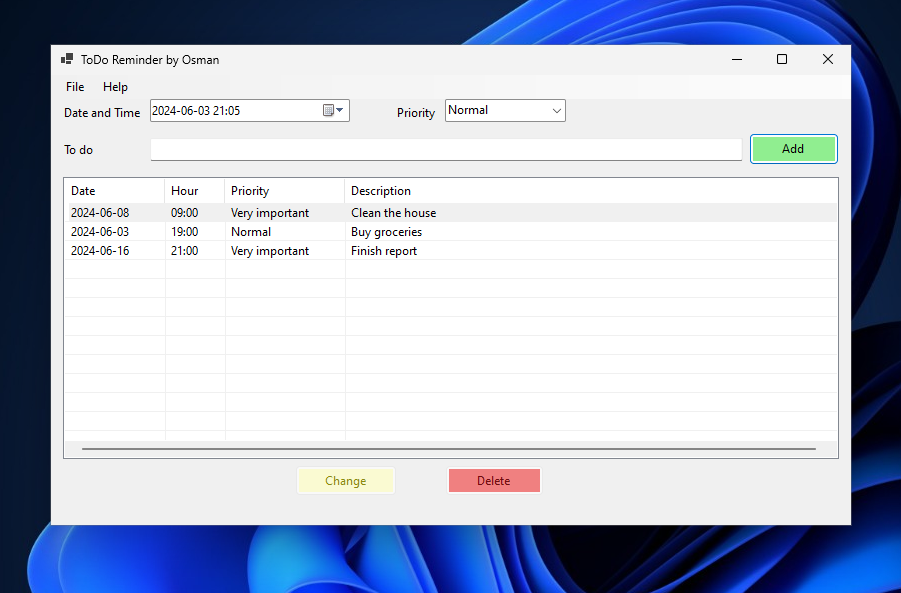 ToDo Reminder by Osman
File Help
Date and Time 2024-06-03 21:05 Priority Normal
To do Add
Date Hour Priority Description
2024-06-08 09:00 Very important Clean the house
2024-06-03 19:00 Normal Buy groceries
2024-06-16 21:00 Very important Finish report
Change Delete